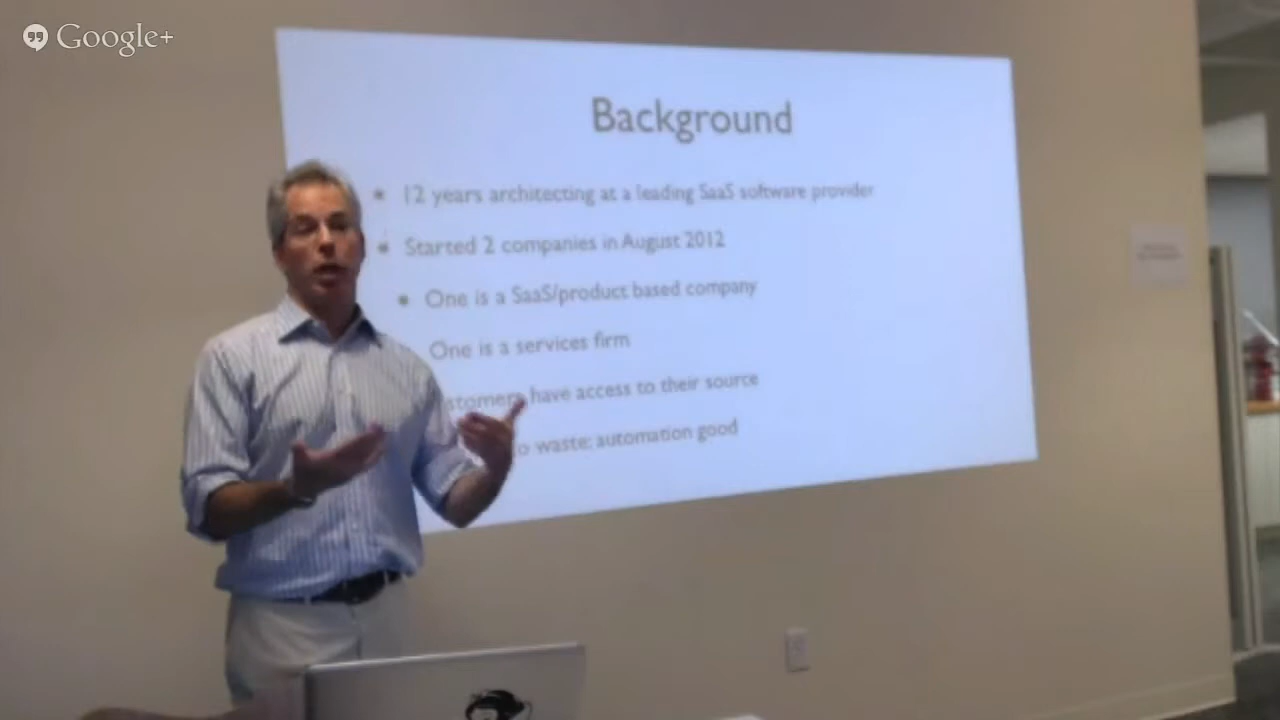 Google+
Background
• 12 years architecting at a leading SaaS software provider
• Started 2 companies in August 2012
• One is a SaaS/product based company
One is a services firm
stomers have access to their source
o waste; automation good